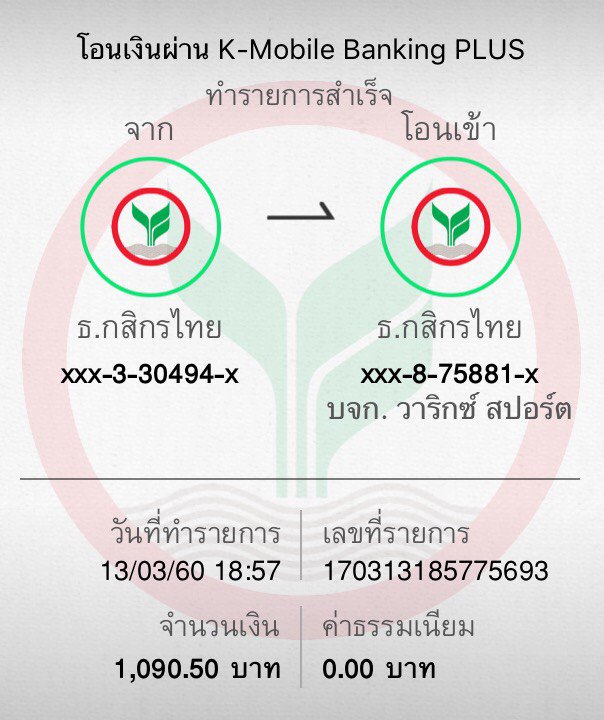 โอนเงินผ่าน K-Mobile Banking PLUS
ทำรายการสำเร็จ
จาก
โอนเข้า
ธ.กสิกรไทย
ธ.กสิกรไทย
xxx-3-30494-x
xxx-8-75881-x
บจก. วาริกซ์ สปอร์ต
วันที่ทำรายการ
เลขที่รายการ
13/03/60 18:57
170313185775693
จำนวนเงิน
ค่าธรรมเนียม
1,090.50 บาท
0.00 บาท